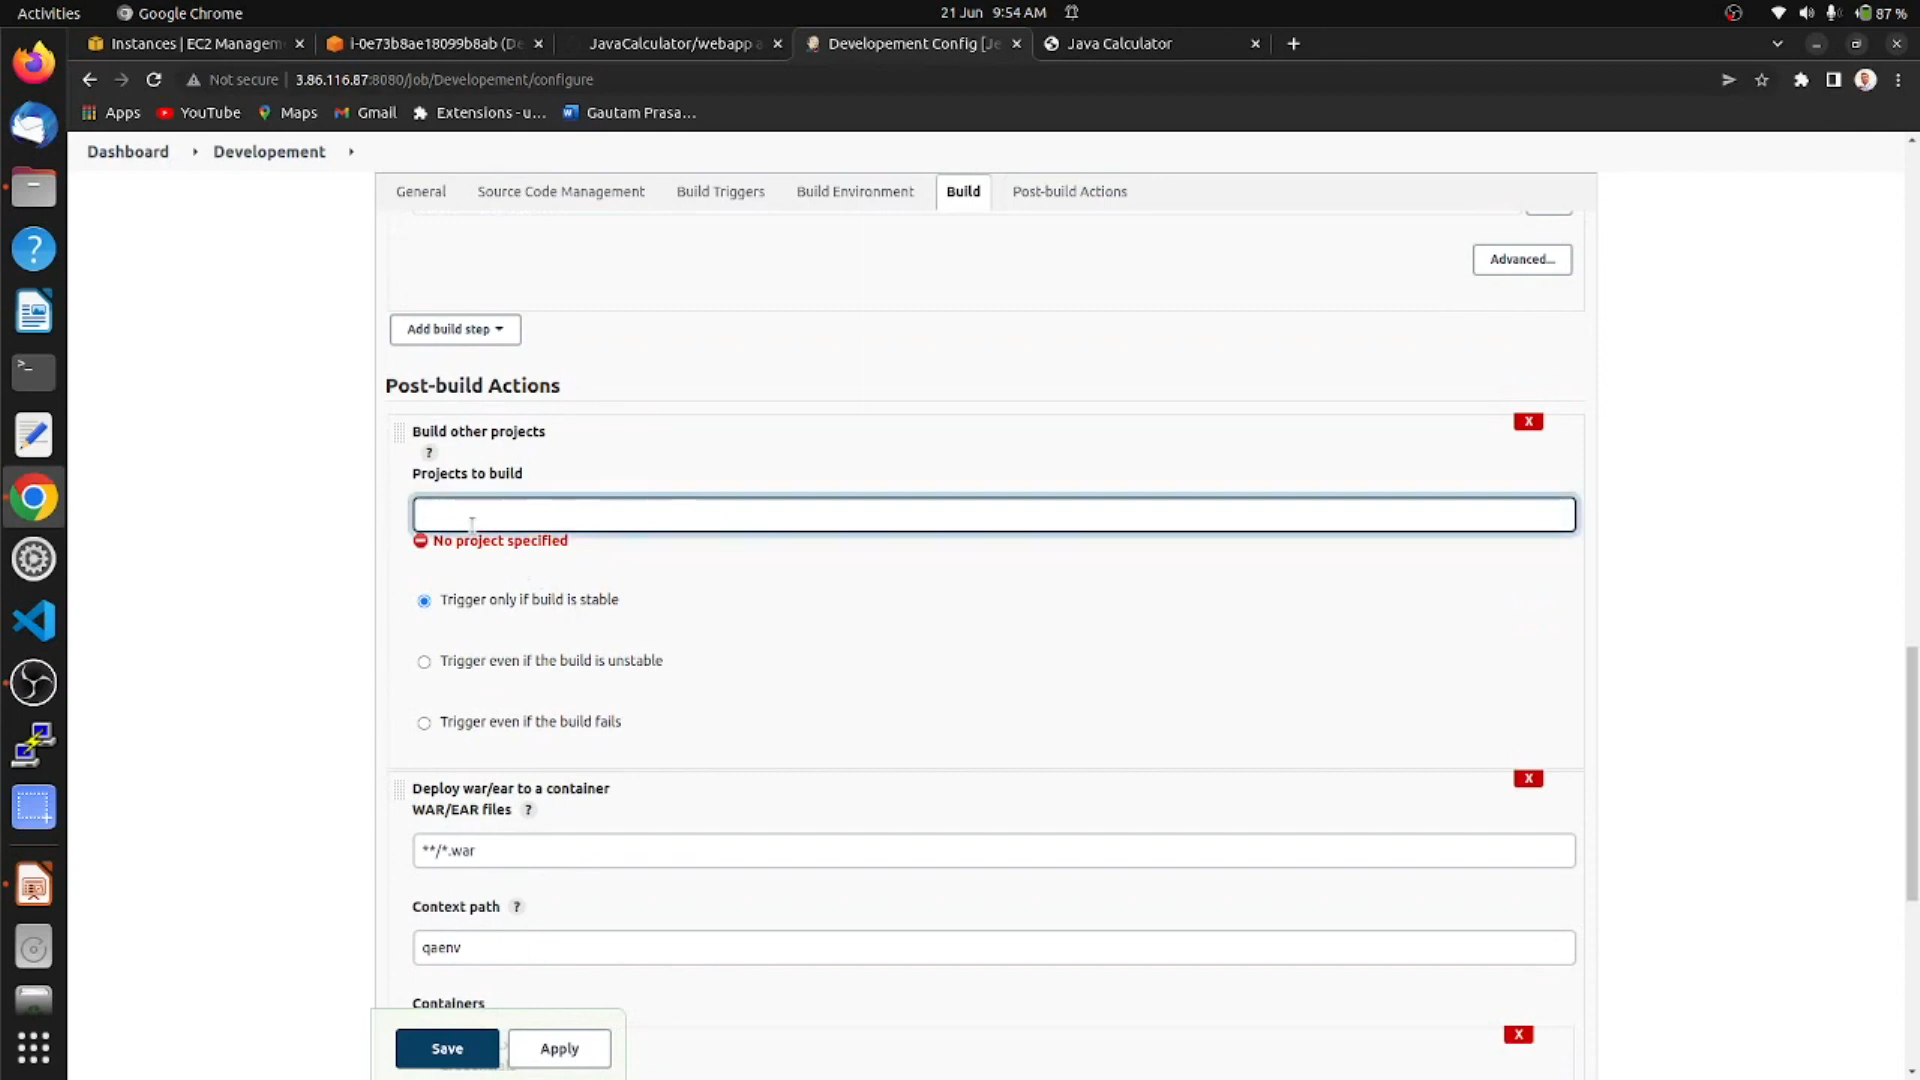 Activities
Google Chrome
21 Jun 9:54 AM
87 %
Instances | EC2 Managem
i-0e73b8ae18099b8ab (De
JavaCalculator/webapp a
Developement Config [Je
Java Calculator
Not secure
3.86.116.87:8080/job/Developement/configure
Apps
YouTube
Maps
Gmail
Extensions - u...
Gautam Prasa...
Dashboard
Developement
General
Source Code Management
Build Triggers
Build Environment
Build
Post-build Actions
Advanced...
Add build step
Post-build Actions
X
Build other projects
?
Projects to build
No project specified
Trigger only if build is stable
Trigger even if the build is unstable
Trigger even if the build fails
X
Deploy war/ear to a container
WAR/EAR files ?
**/*.war
Context path ?
qaenv
Containers
X
Save
Apply